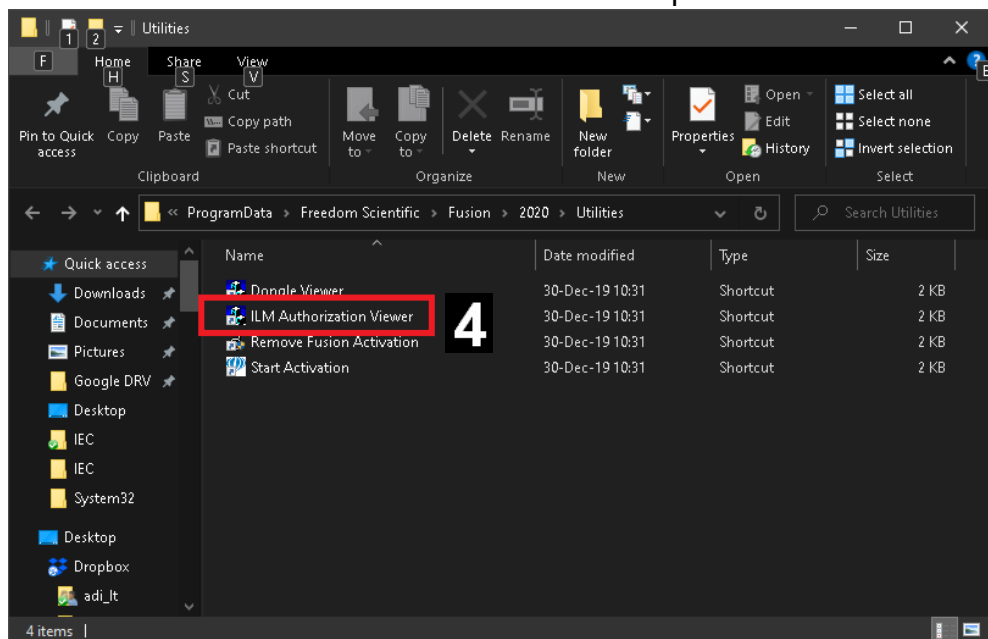 Utilities
1 2
F Home Share View
H S V
Pin to Quick access
Copy
Paste
Cut
Copy path
Paste shortcut
Move to
Copy to
Delete
Rename
New folder
Properties
Open
Edit
History
Select all
Select none
Invert selection
Clipboard Organize New Open Select
« ProgramData > Freedom Scientific > Fusion > 2020 > Utilities
Search Utilities
Name Date modified Type Size
Dongle Viewer 30-Dec-19 10:31 Shortcut 2 KB
ILM Authorization Viewer 30-Dec-19 10:31 Shortcut 2 KB
4
Remove Fusion Activation 30-Dec-19 10:31 Shortcut 2 KB
Start Activation 30-Dec-19 10:31 Shortcut 2 KB
Quick access
Downloads
Documents
Pictures
Google DRV
Desktop
IEC
IEC
System32
Desktop
Dropbox
adi_lt
4 items